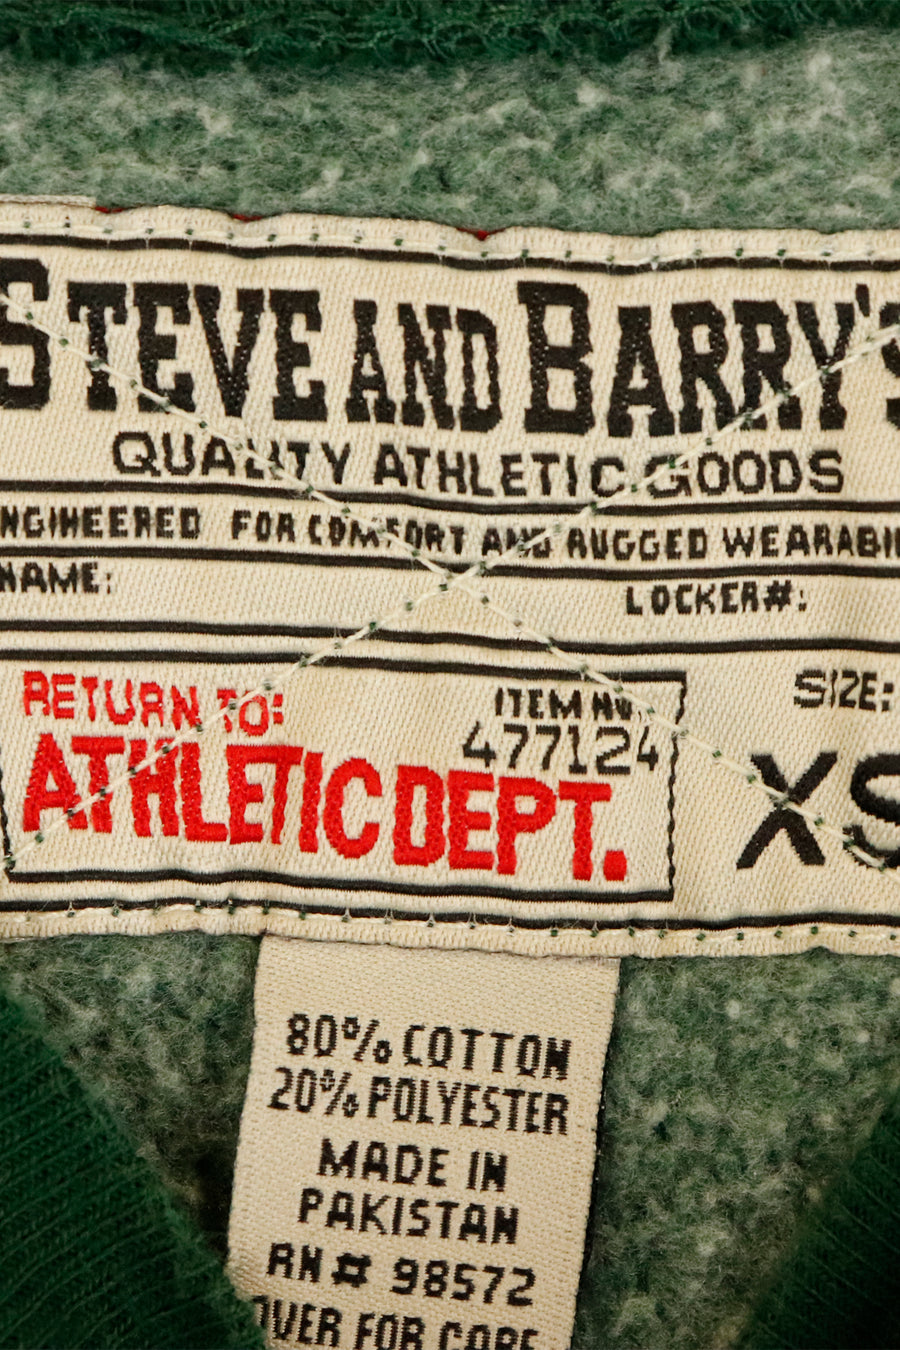 STEVE AND BARRY'S
QUALITY ATHLETIC GOODS
ENGINEERED FOR COMFORT AND RUGGED WEARABI
NAME:
LOCKER#:
RETURN TO:
ATHLETIC DEPT.
ITEM NO.
477124
SIZE:
XS
80% COTTON
20% POLYESTER
MADE IN
PAKISTAN
RN # 98572
OVER FOR CARE